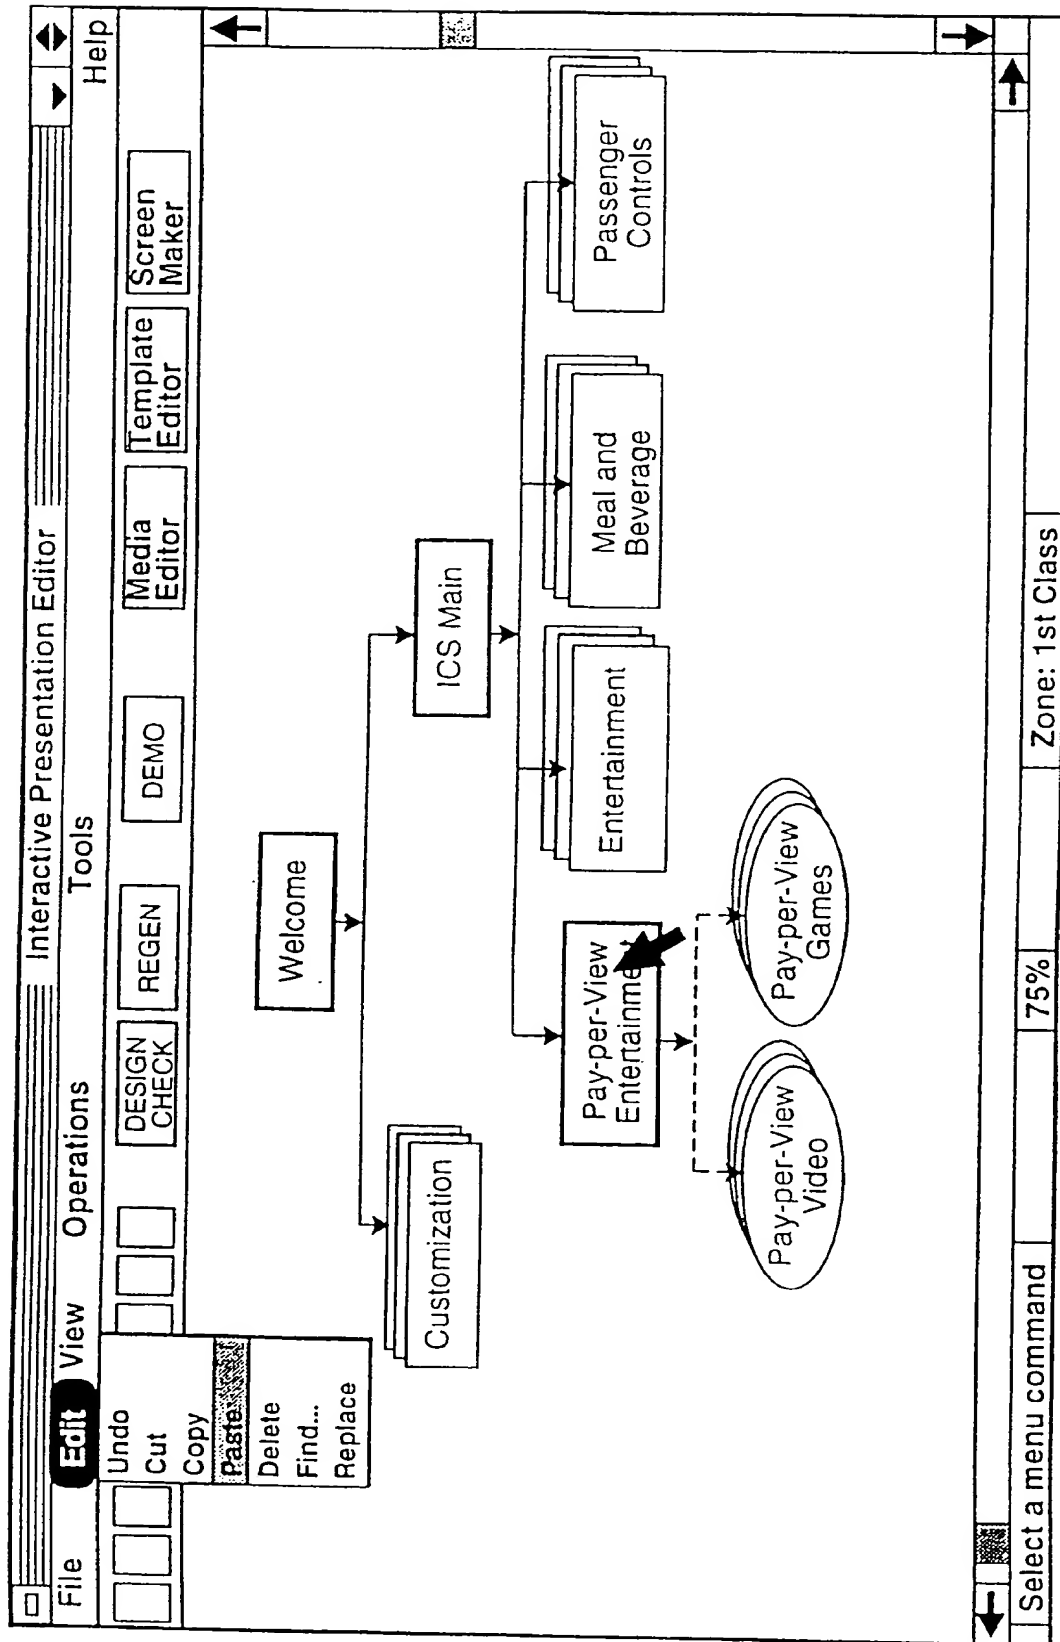 Interactive Presentation Editor
File Edit View Operations Tools Help
DESIGN
CHECK
REGEN
DEMO
Media
Editor
Template
Editor
Screen
Maker
Undo
Cut
Copy
Paste
Delete
Find...
Replace
Welcome
Customization
ICS Main
Pay-per-View
Entertainment
Entertainment
Meal and
Beverage
Passenger
Controls
Pay-per-View
Video
Pay-per-View
Games
Select a menu command
75%
Zone: 1st Class